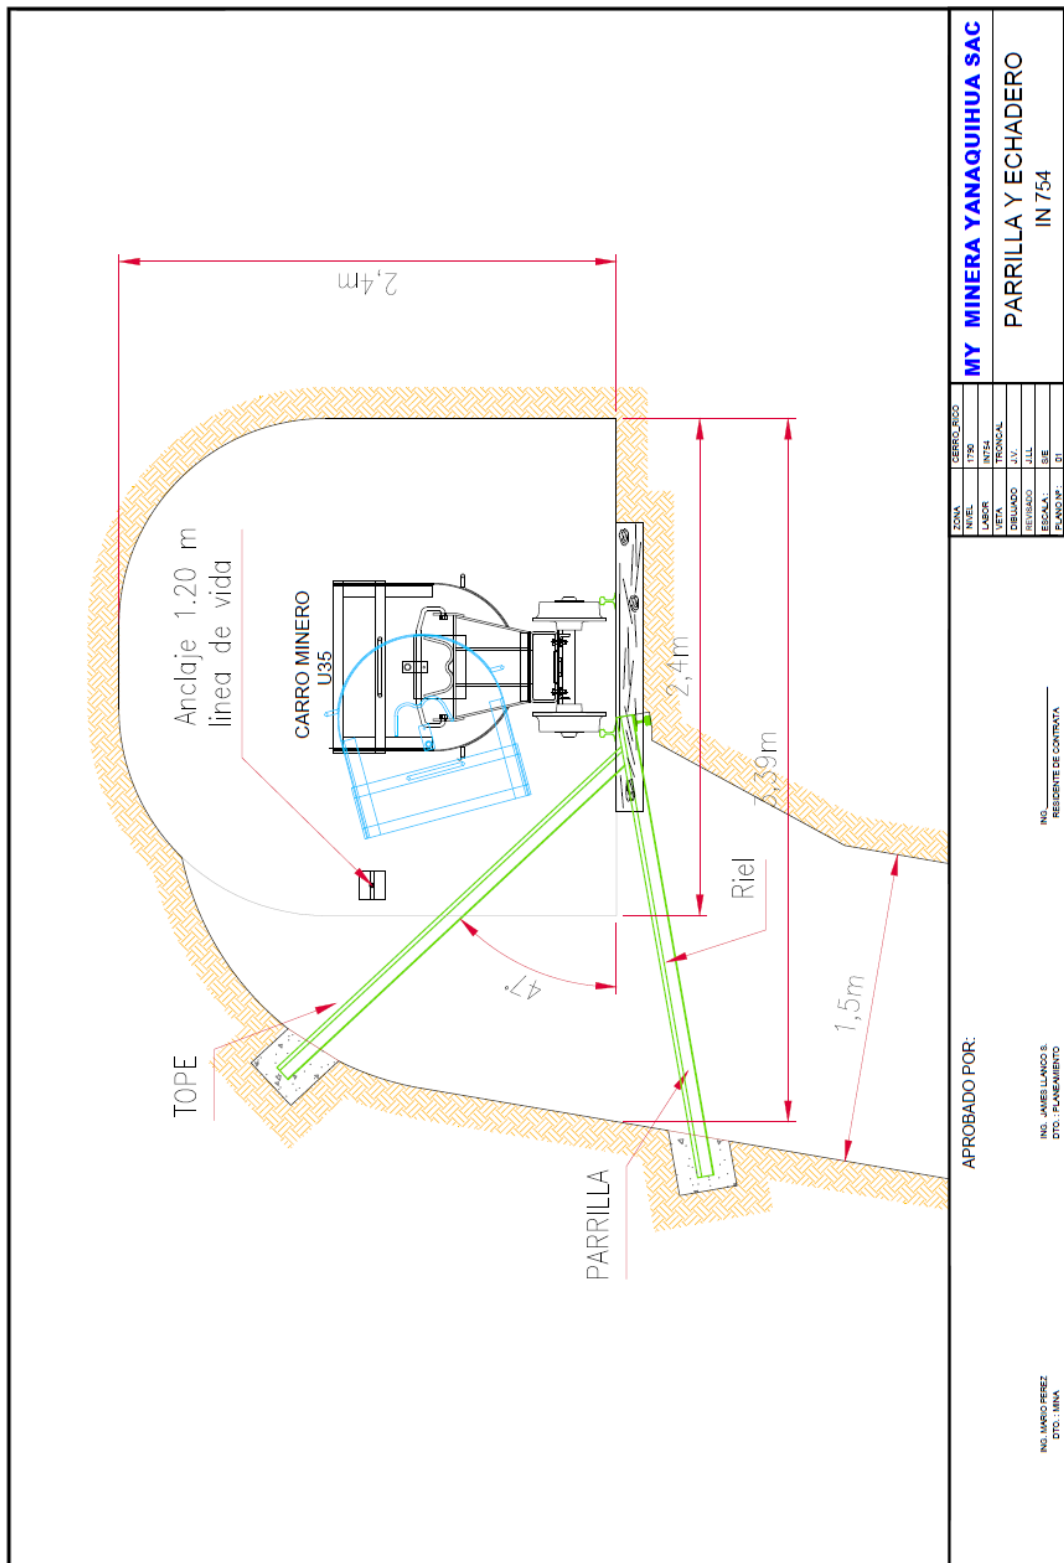 2,4m
Anclaje 1.20 m
linea de vida
CARRO MINERO
U35
2,4m
3,39m
Riel
47°
1,5m
TOPE
PARRILLA
ZONA CERRO_RICO
NIVEL 1790
LABOR IN754
VETA TRONCAL
DIBUJADO J.V.
REVISADO J.LL
ESCALA : S/E
PLANO Nº : 01
MY MINERA YANAQUIHUA SAC
PARRILLA Y ECHADERO
IN 754
APROBADO POR:
ING. MARIO PEREZ
DTO. : MINA
ING. JAMES LLANCO S.
DTO. : PLANEAMIENTO
ING.
RESIDENTE DE CONTRATA